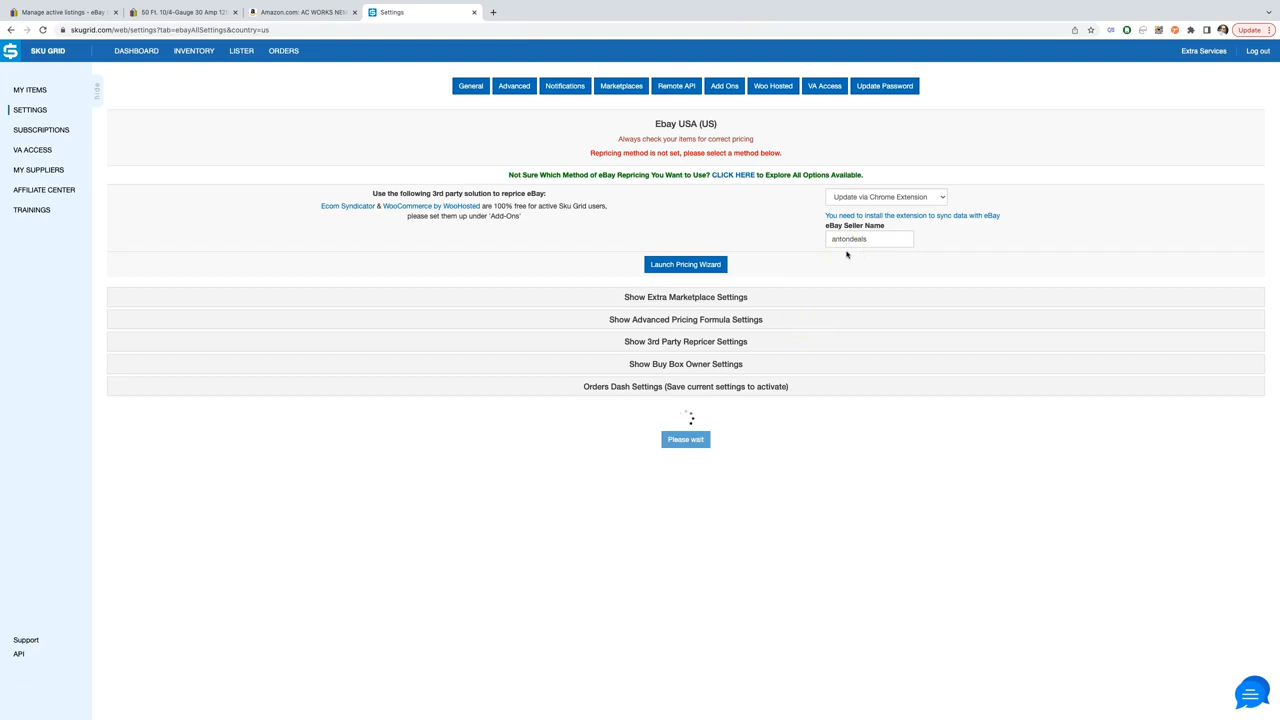 Manage active listings - eBay
50 Ft. 10/4-Gauge 30 Amp 125
Amazon.com: AC WORKS NEM
Settings
skugrid.com/web/settings?tab=ebayAllSettings&country=us
Update
SKU GRID
DASHBOARD
INVENTORY
LISTER
ORDERS
Extra Services
Log out
MY ITEMS
SETTINGS
SUBSCRIPTIONS
VA ACCESS
MY SUPPLIERS
AFFILIATE CENTER
TRAININGS
hide
General
Advanced
Notifications
Marketplaces
Remote API
Add Ons
Woo Hosted
VA Access
Update Password
Ebay USA (US)
Always check your items for correct pricing
Repricing method is not set, please select a method below.
Not Sure Which Method of eBay Repricing You Want to Use? CLICK HERE to Explore All Options Available.
Use the following 3rd party solution to reprice eBay:
Ecom Syndicator & WooCommerce by WooHosted are 100% free for active Sku Grid users,
please set them up under 'Add-Ons'
Update via Chrome Extension
You need to install the extension to sync data with eBay
eBay Seller Name
antondeals
Launch Pricing Wizard
Show Extra Marketplace Settings
Show Advanced Pricing Formula Settings
Show 3rd Party Repricer Settings
Show Buy Box Owner Settings
Orders Dash Settings (Save current settings to activate)
Please wait
Support
API